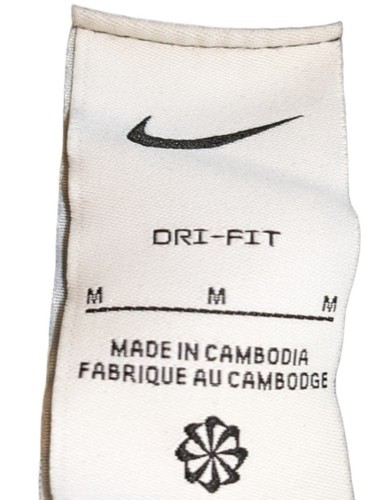 DRI-FIT
M M M
MADE IN CAMBODIA
FABRIQUE AU CAMBODGE